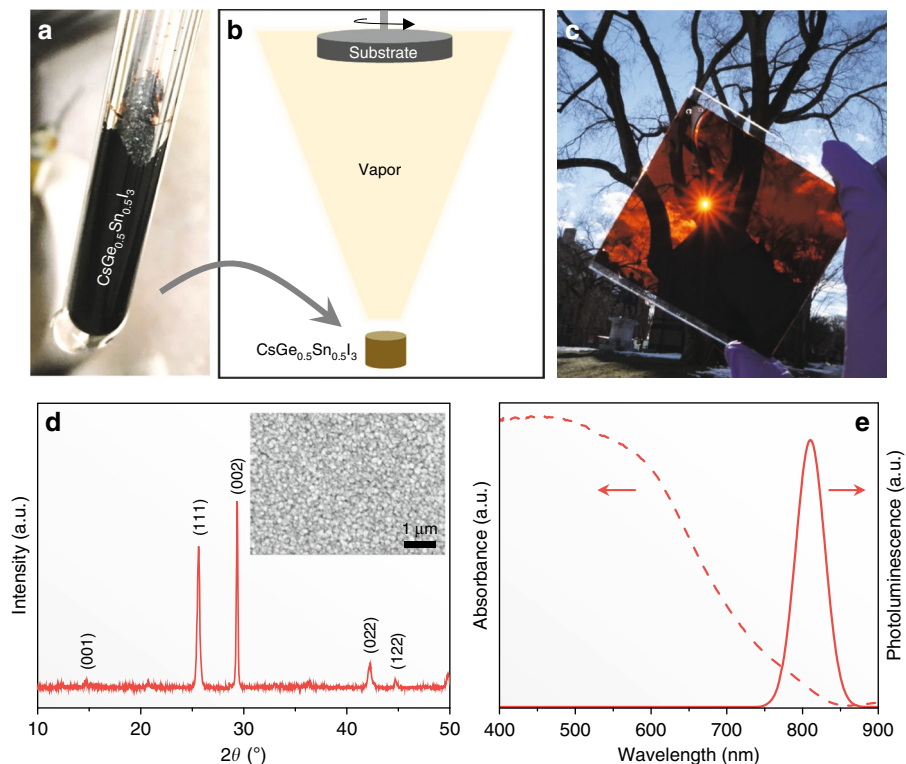 a
CsGe0.5Sn0.5I3
b
Substrate
Vapor
CsGe0.5Sn0.5I3
c
d
Intensity (a.u.)
(001)
(111)
(002)
(022)
(122)
1 μm
10
20
30
40
50
2θ (°)
e
Absorbance (a.u.)
Photoluminescence (a.u.)
400
500
600
700
800
900
Wavelength (nm)